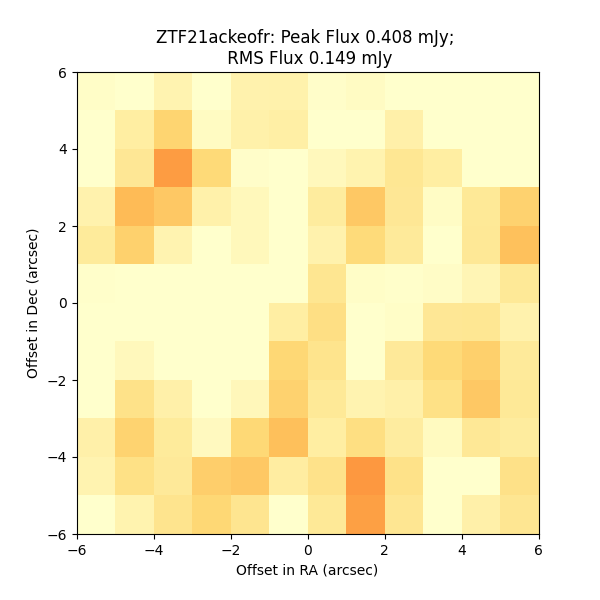 ZTF21ackeofr: Peak Flux 0.408 mJy;
RMS Flux 0.149 mJy
6
4
2
0
−2
−4
−6
Offset in Dec (arcsec)
−6 −4 −2 0 2 4 6
Offset in RA (arcsec)